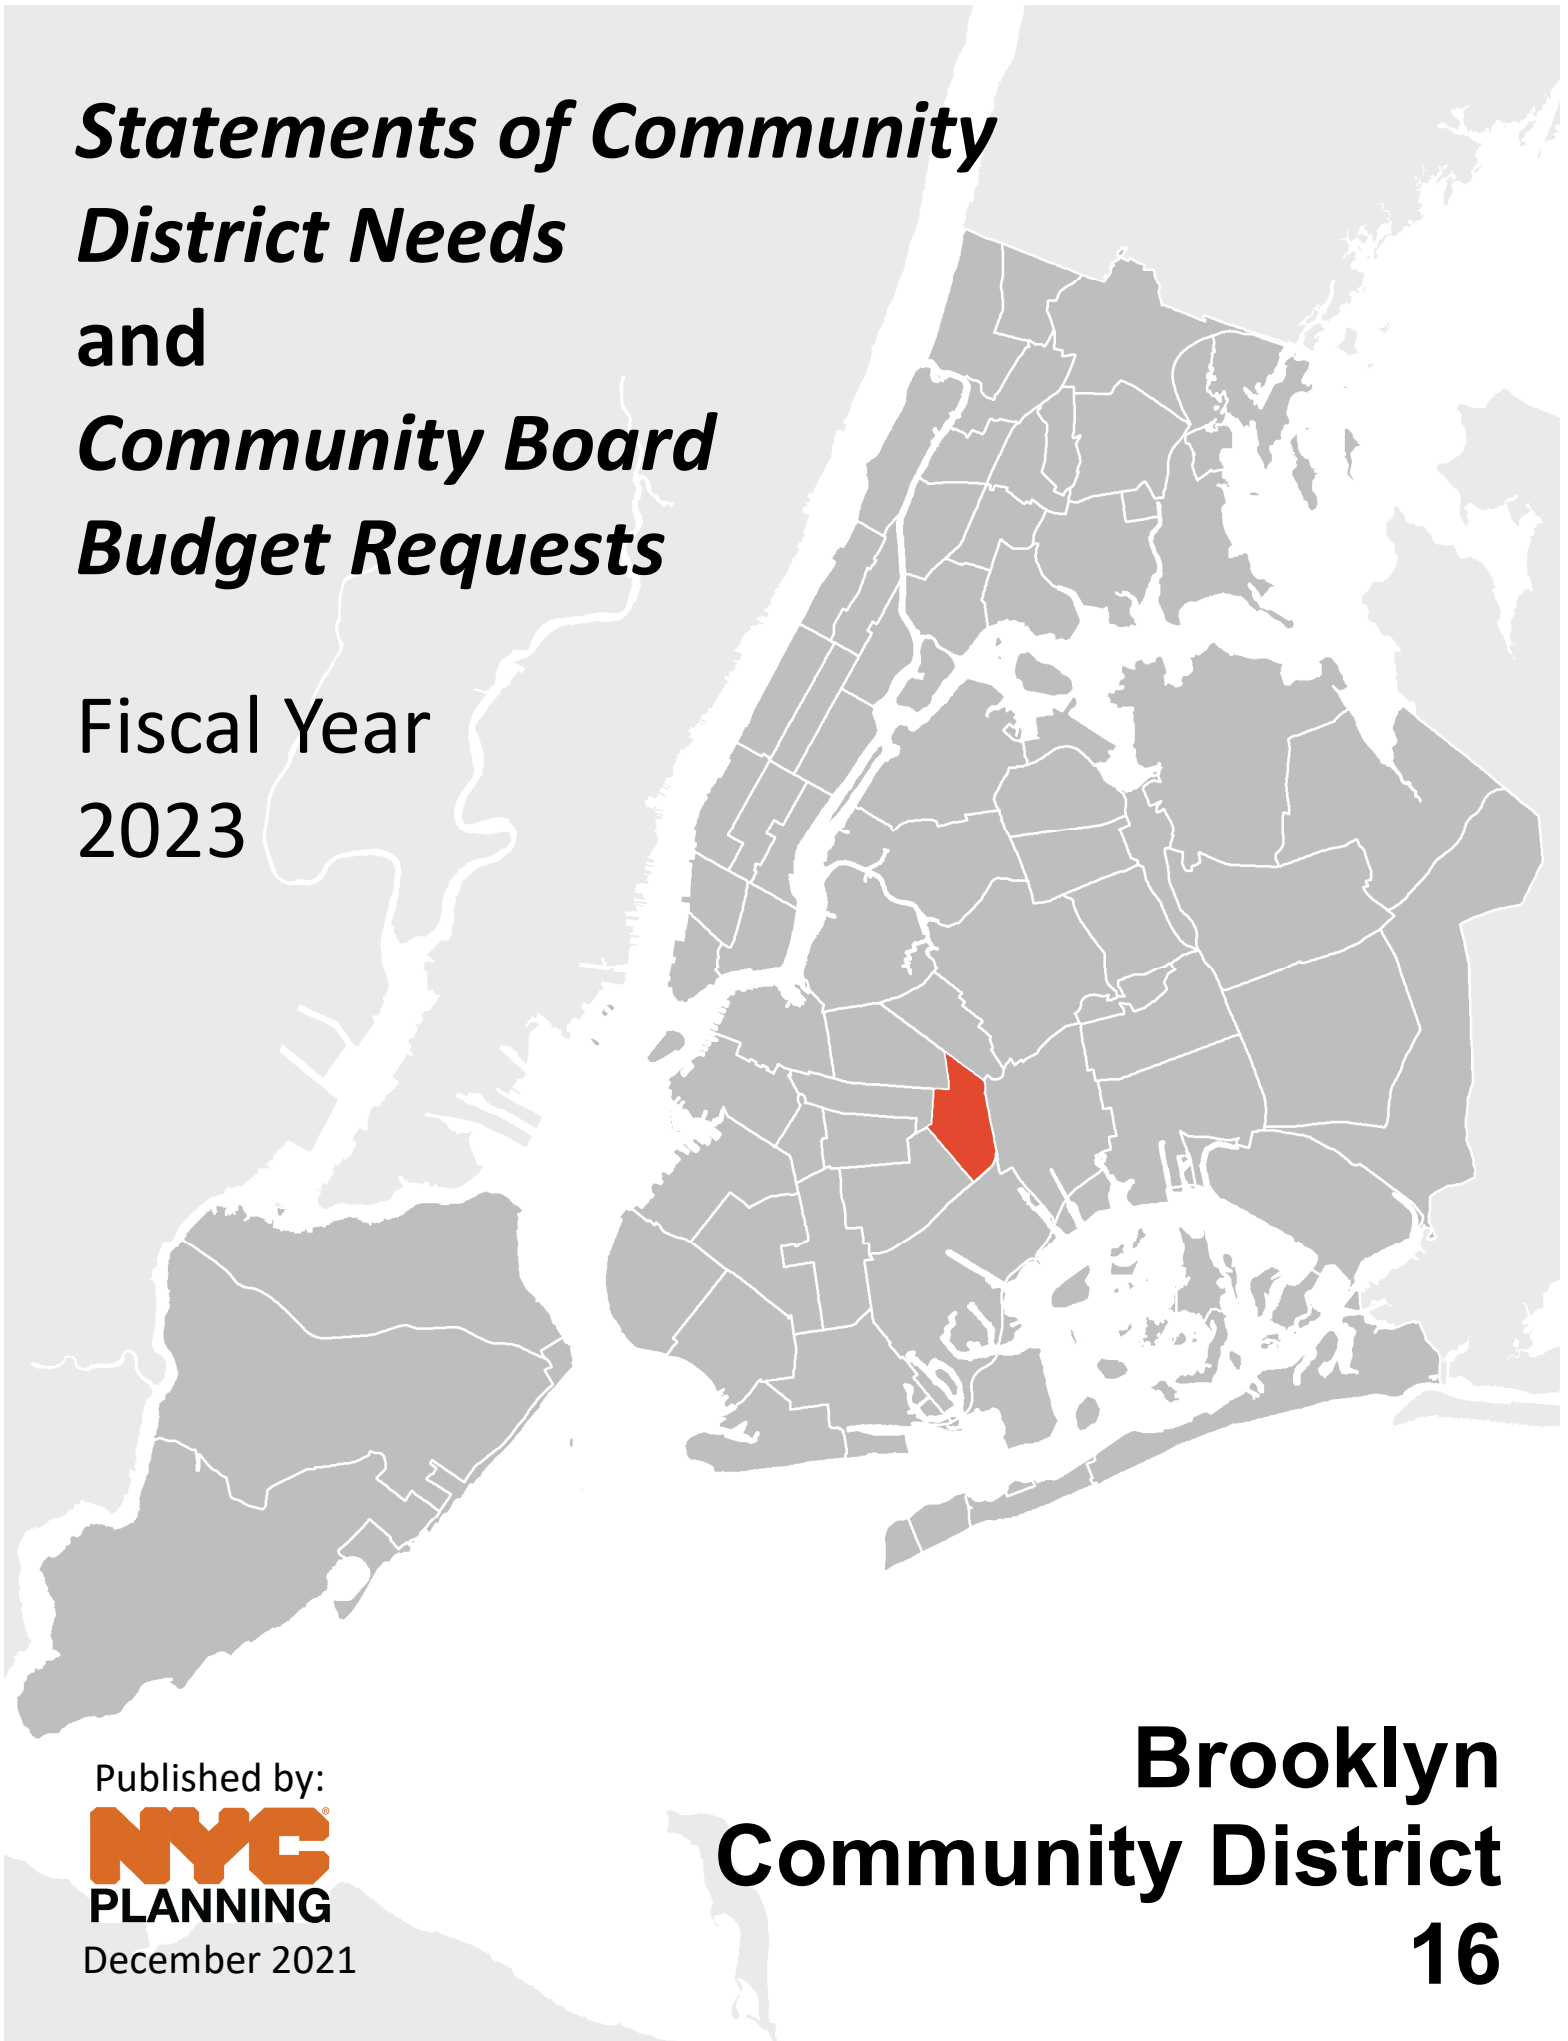 Statements of Community
District Needs
and
Community Board
Budget Requests
Fiscal Year
2023
Published by:
NYC®
PLANNING
December 2021
Brooklyn
Community District
16